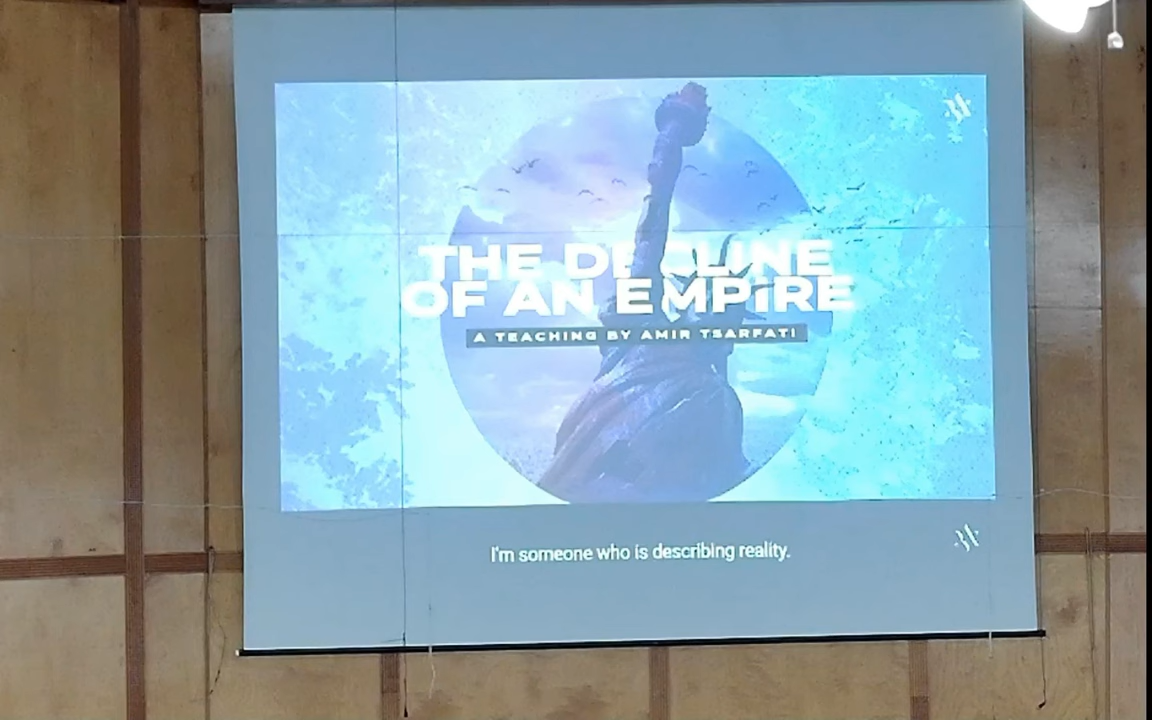 THE DECLINE
OF AN EMPIRE
A TEACHING BY AMIR TSARFATI
I'm someone who is describing reality.